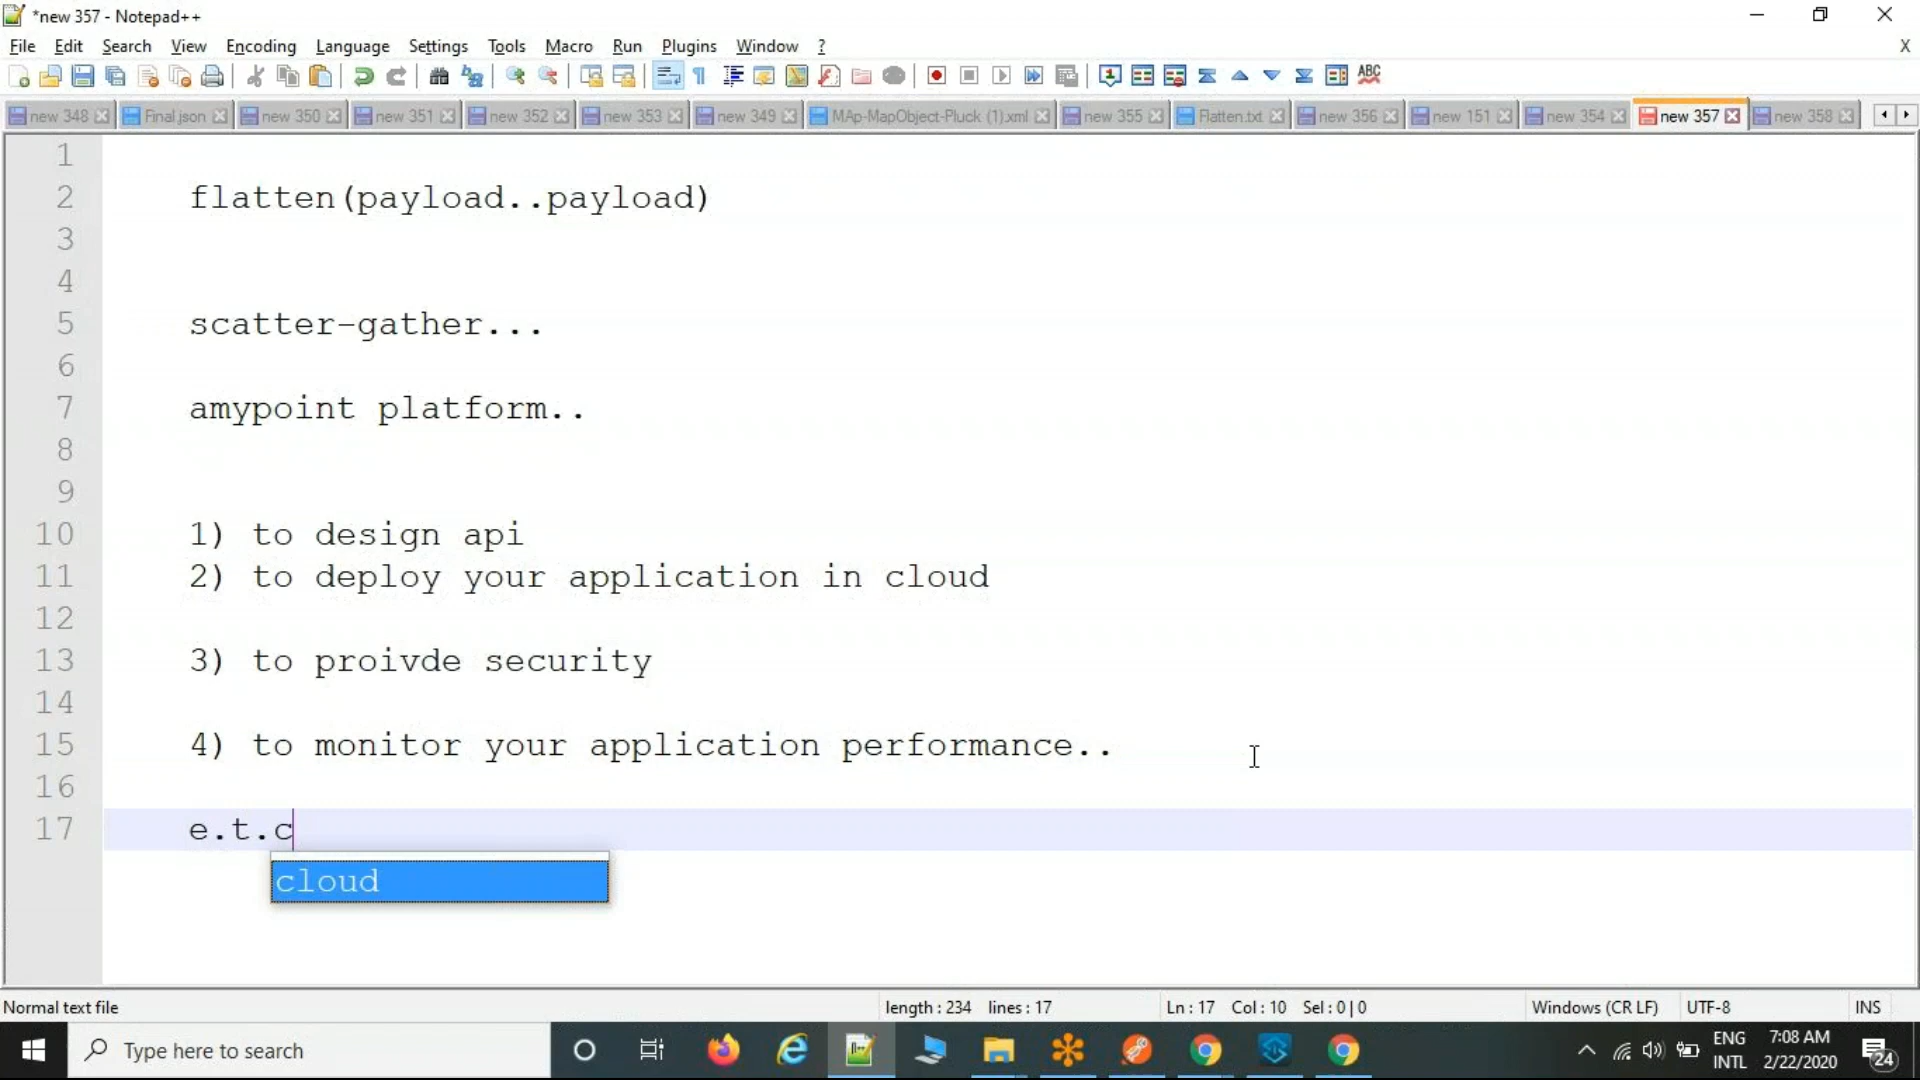 *new 357 - Notepad++
File Edit Search View Encoding Language Settings Tools Macro Run Plugins Window ? X
ABC
new 348 Final.json new 350 new 351 new 352 new 353 new 349 MAp-MapObject-Pluck (1).xml new 355 Flatten.txt new 356 new 151 new 354 new 357 new 358
1
2 flatten(payload..payload)
3
4
5 scatter-gather...
6
7 amypoint platform..
8
9
10 1) to design api
11 2) to deploy your application in cloud
12
13 3) to proivde security
14
15 4) to monitor your application performance..
16
17 e.t.c
cloud
Normal text file length : 234 lines : 17 Ln : 17 Col : 10 Sel : 0 | 0 Windows (CR LF) UTF-8 INS
Type here to search
ENG 7:08 AM
INTL 2/22/2020 24